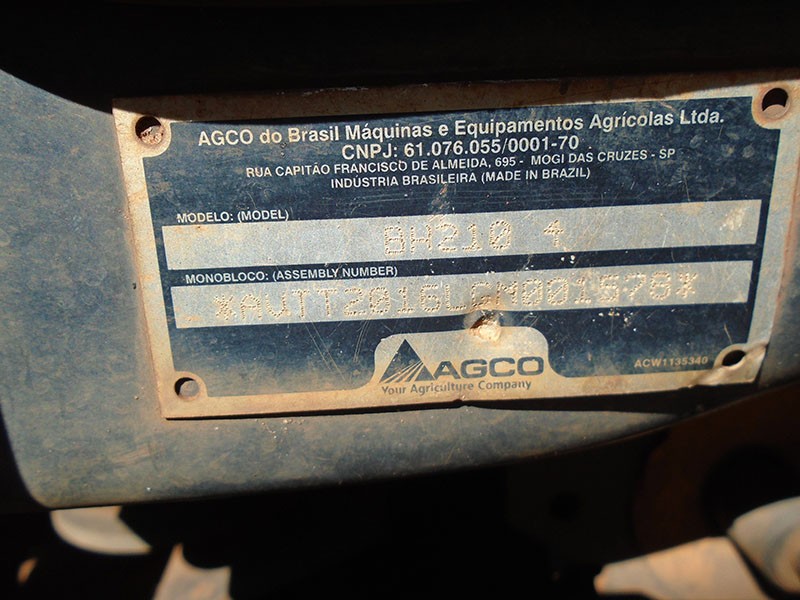 AGCO do Brasil Máquinas e Equipamentos Agrícolas Ltda.
CNPJ: 61.076.055/0001-70
RUA CAPITÃO FRANCISCO DE ALMEIDA, 695 - MOGI DAS CRUZES - SP
INDÚSTRIA BRASILEIRA (MADE IN BRAZIL)
MODELO: (MODEL)
BH210
MONOBLOCO: (ASSEMBLY NUMBER)
AGCO
Your Agriculture Company
ACW1135340